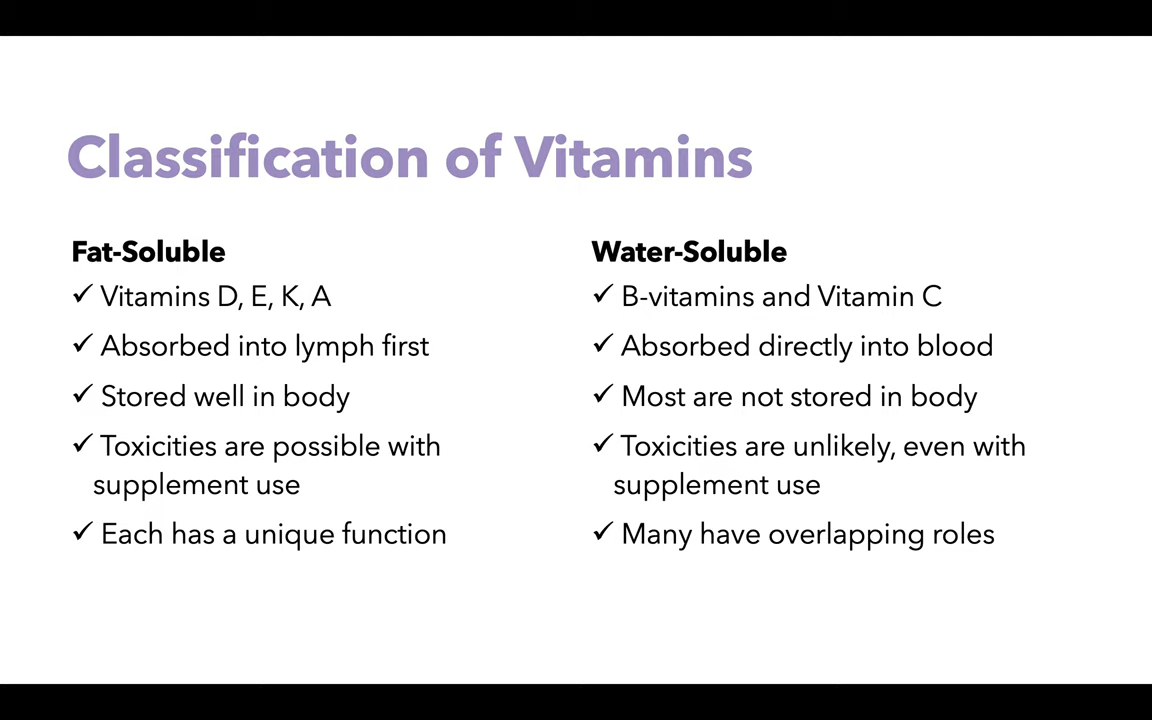 Classification of Vitamins
Fat-Soluble
✓ Vitamins D, E, K, A
✓ Absorbed into lymph first
✓ Stored well in body
✓ Toxicities are possible with
supplement use
✓ Each has a unique function
Water-Soluble
✓ B-vitamins and Vitamin C
✓ Absorbed directly into blood
✓ Most are not stored in body
✓ Toxicities are unlikely, even with
supplement use
✓ Many have overlapping roles